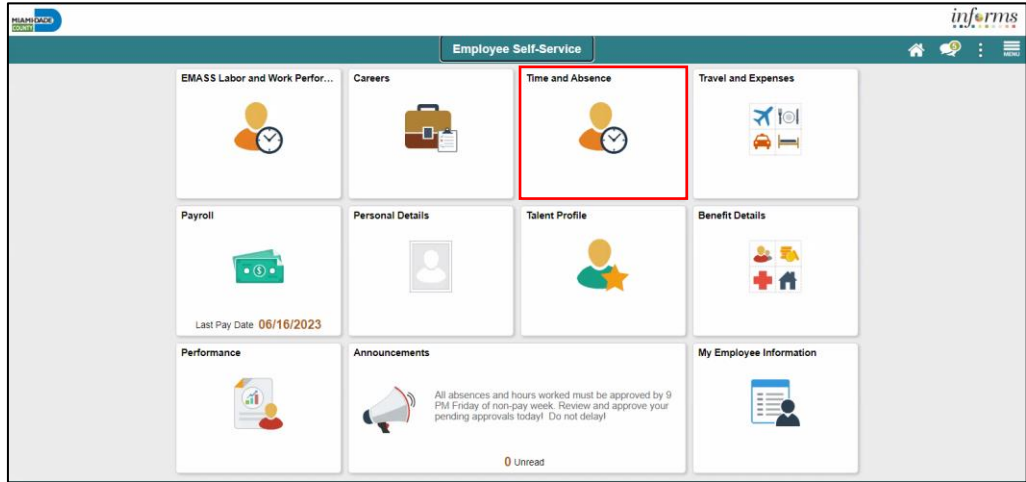 MIAMI-DADE
COUNTY
informs
Employee Self-Service
MENU
EMASS Labor and Work Perfor...
Careers
Time and Absence
Travel and Expenses
Payroll
Last Pay Date 06/16/2023
Personal Details
Talent Profile
Benefit Details
Performance
Announcements
All absences and hours worked must be approved by 9
PM Friday of non-pay week. Review and approve your
pending approvals today! Do not delay!
0 Unread
My Employee Information